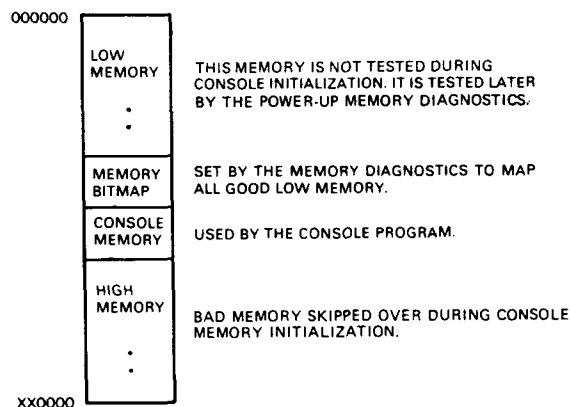 000000
LOW
MEMORY
THIS MEMORY IS NOT TESTED DURING
CONSOLE INITIALIZATION. IT IS TESTED LATER
BY THE POWER-UP MEMORY DIAGNOSTICS.
MEMORY
BITMAP
SET BY THE MEMORY DIAGNOSTICS TO MAP
ALL GOOD LOW MEMORY.
CONSOLE
MEMORY
USED BY THE CONSOLE PROGRAM.
HIGH
MEMORY
BAD MEMORY SKIPPED OVER DURING CONSOLE
MEMORY INITIALIZATION.
XX0000